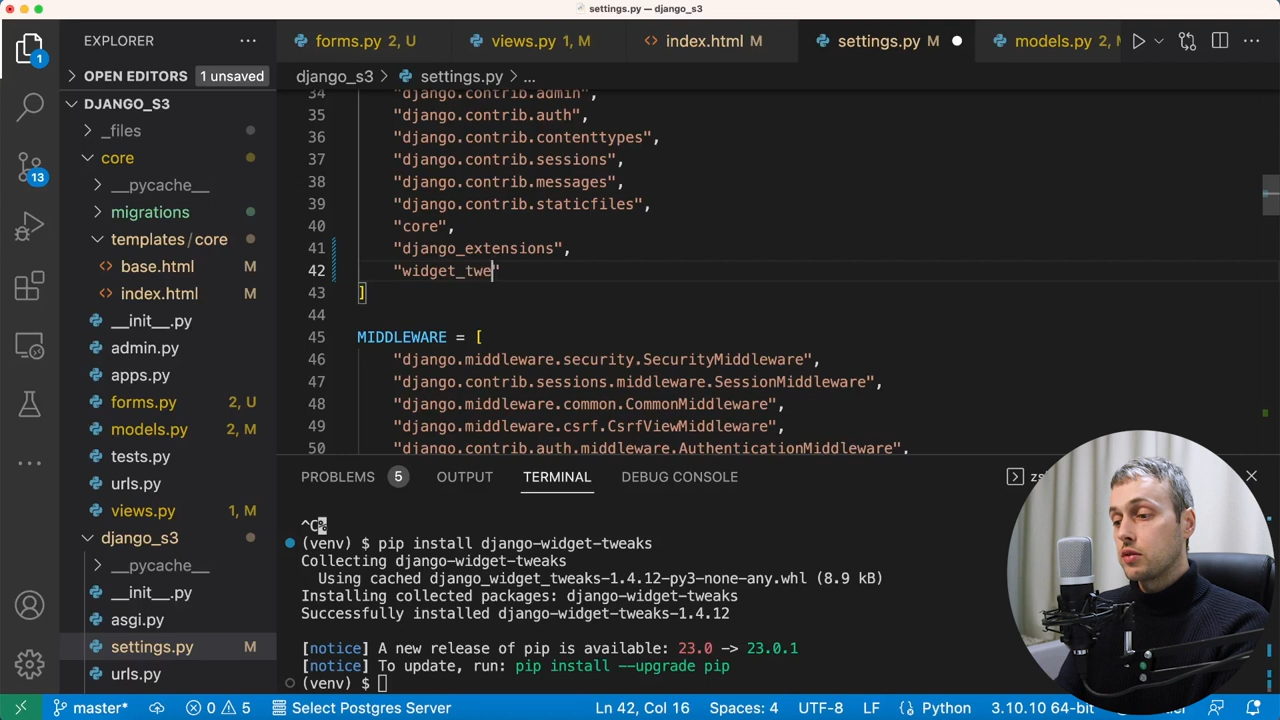 settings.py — django_s3
EXPLORER
forms.py 2, U
views.py 1, M
index.html M
settings.py M
models.py 2, M
OPEN EDITORS 1 unsaved
django_s3 > settings.py > ...
DJANGO_S3
_files
core
__pycache__
migrations
templates/core
base.html M
index.html M
__init__.py
admin.py
apps.py
forms.py 2, U
models.py 2, M
tests.py
urls.py
views.py 1, M
django_s3
__pycache__
__init__.py
asgi.py
settings.py M
urls.py
1
13
34 "django.contrib.admin",
35 "django.contrib.auth",
36 "django.contrib.contenttypes",
37 "django.contrib.sessions",
38 "django.contrib.messages",
39 "django.contrib.staticfiles",
40 "core",
41 "django_extensions",
42 "widget_twe"
43 ]
44
45 MIDDLEWARE = [
46 "django.middleware.security.SecurityMiddleware",
47 "django.contrib.sessions.middleware.SessionMiddleware",
48 "django.middleware.common.CommonMiddleware",
49 "django.middleware.csrf.CsrfViewMiddleware",
50 "django.contrib.auth.middleware.AuthenticationMiddleware",
PROBLEMS 5 OUTPUT TERMINAL DEBUG CONSOLE
^C%
(venv) $ pip install django-widget-tweaks
Collecting django-widget-tweaks
Using cached django_widget_tweaks-1.4.12-py3-none-any.whl (8.9 kB)
Installing collected packages: django-widget-tweaks
Successfully installed django-widget-tweaks-1.4.12
[notice] A new release of pip is available: 23.0 -> 23.0.1
[notice] To update, run: pip install --upgrade pip
(venv) $
master* 0 5 Select Postgres Server Ln 42, Col 16 Spaces: 4 UTF-8 LF Python 3.10.10 64-bit